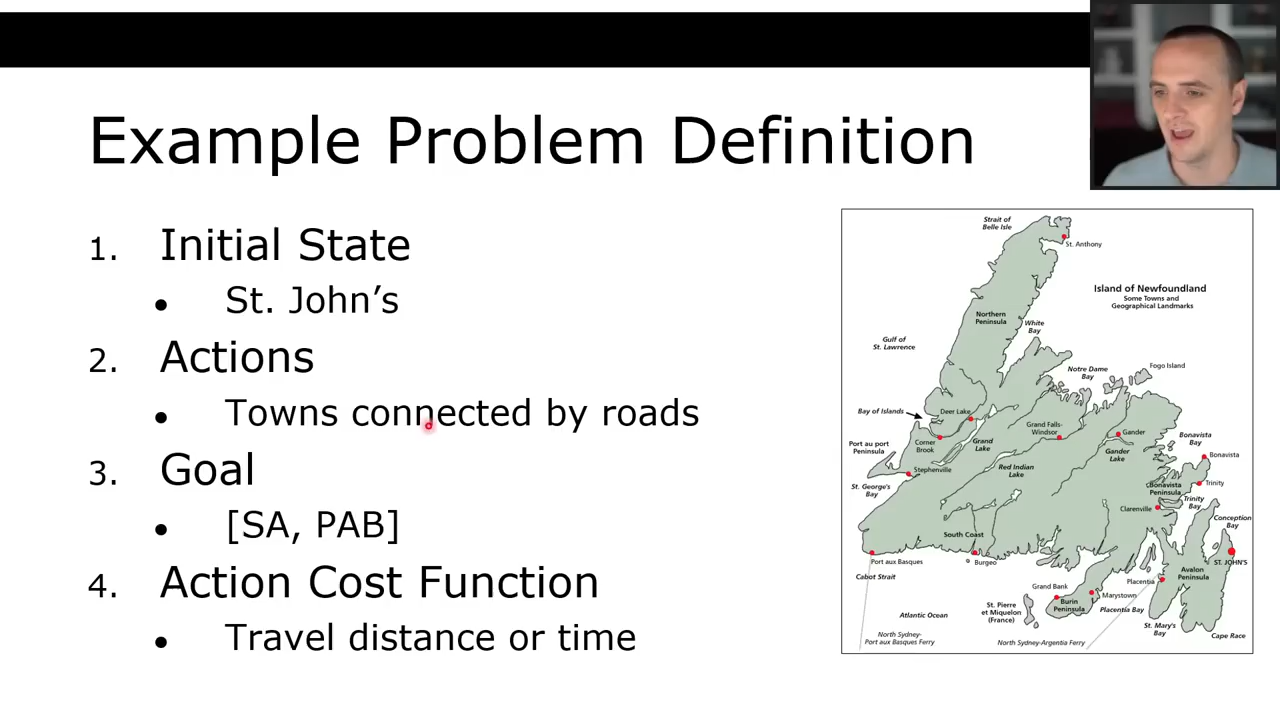 Example Problem Definition
1. Initial State
• St. John’s
2. Actions
• Towns connected by roads
3. Goal
• [SA, PAB]
4. Action Cost Function
• Travel distance or time
Strait of
Belle Isle
St. Anthony
Island of Newfoundland
Some Towns and
Geographical Landmarks
Northern
Peninsula
White
Bay
Gulf of
St. Lawrence
Notre Dame
Bay
Fogo Island
Bay of Islands
Deer Lake
Grand Falls-
Windsor
Gander
Corner
Brook
Grand
Lake
Gander
Lake
Bonavista
Bay
Port au port
Peninsula
Bonavista
Stephenville
Red Indian
Lake
St. George's
Bay
Bonavista
Peninsula
Trinity
Trinity
Bay
Clarenville
Conception
Bay
South Coast
Port aux Basques
Burgeo
ST. JOHN'S
Cabot Strait
Avalon
Peninsula
Placentia
Grand Bank
Marystown
Burin
Peninsula
Placentia Bay
St. Pierre
et Miquelon
(France)
Atlantic Ocean
St. Mary's
Bay
Cape Race
North Sydney-
Port aux Basques Ferry
North Sydney-Argentia Ferry